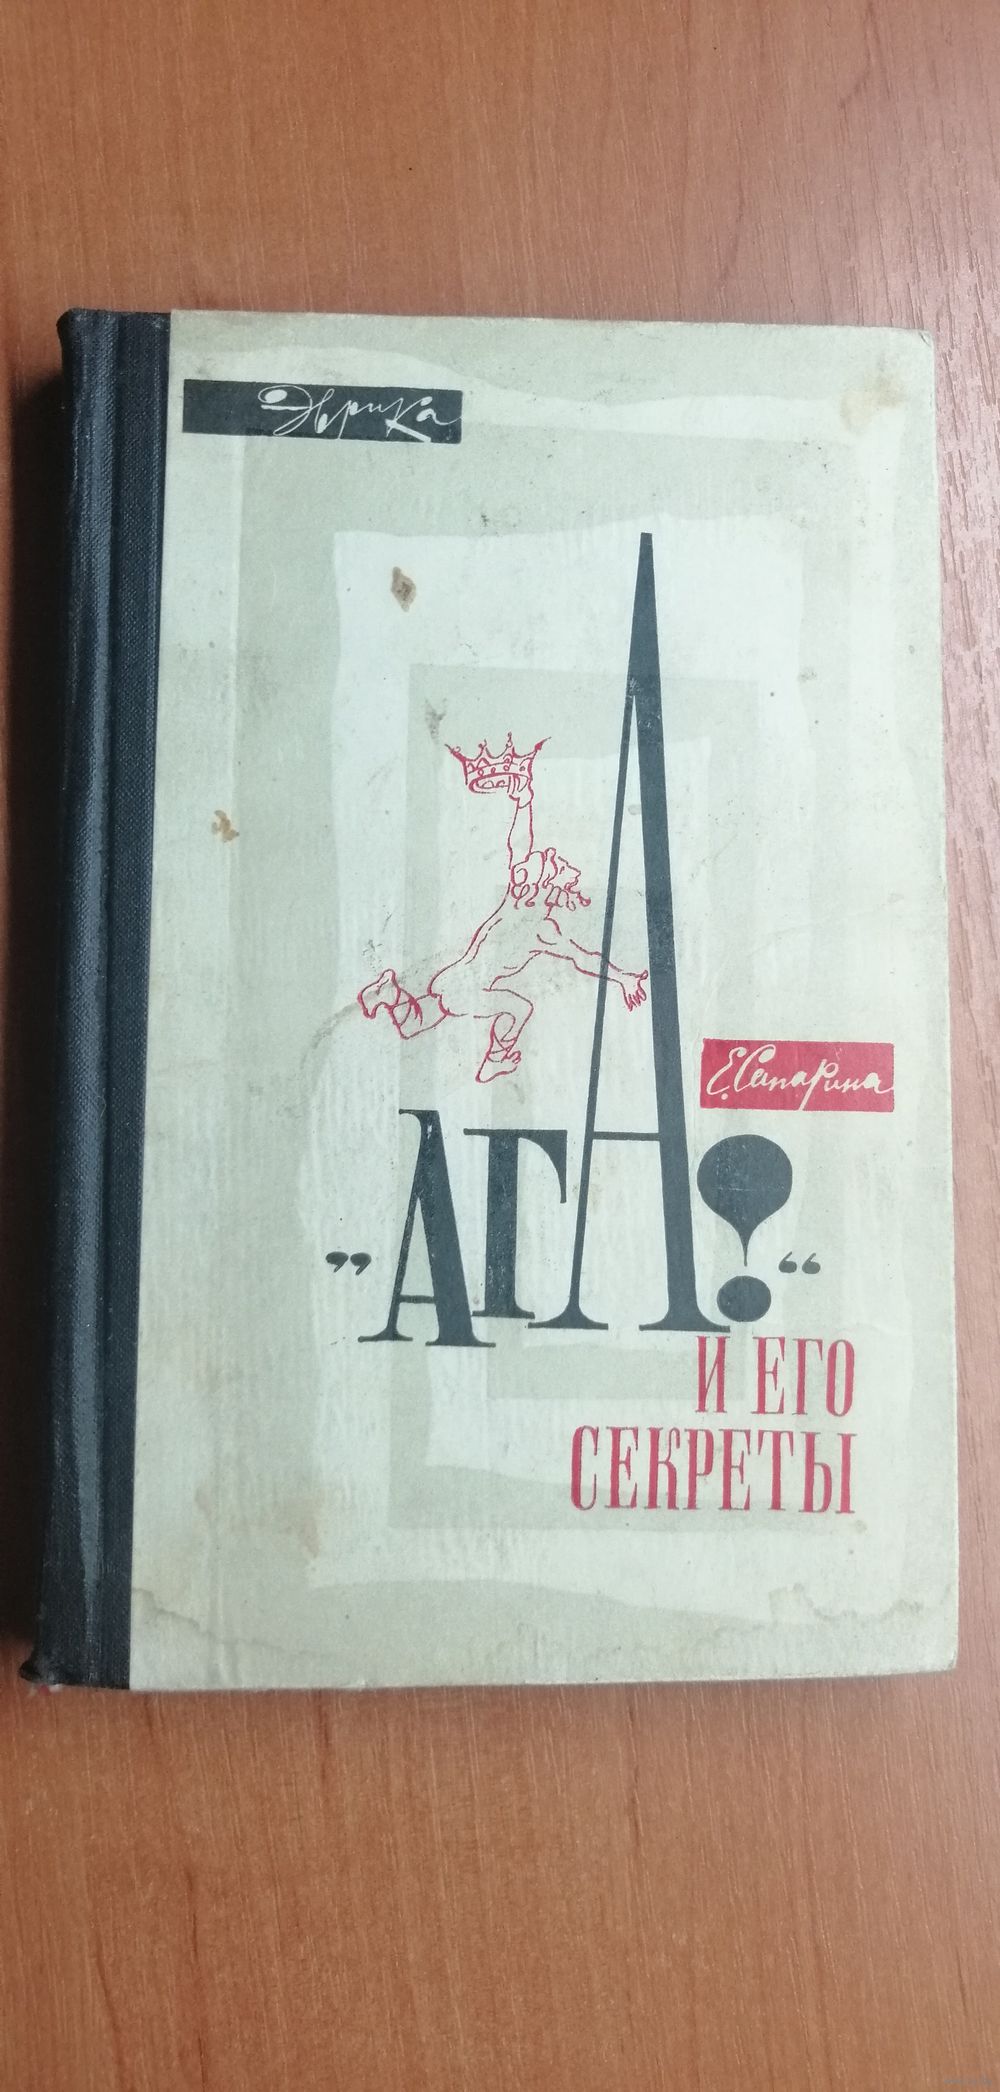 Эврика
Е. Сапарина
„АГА!“
И ЕГО
СЕКРЕТЫ